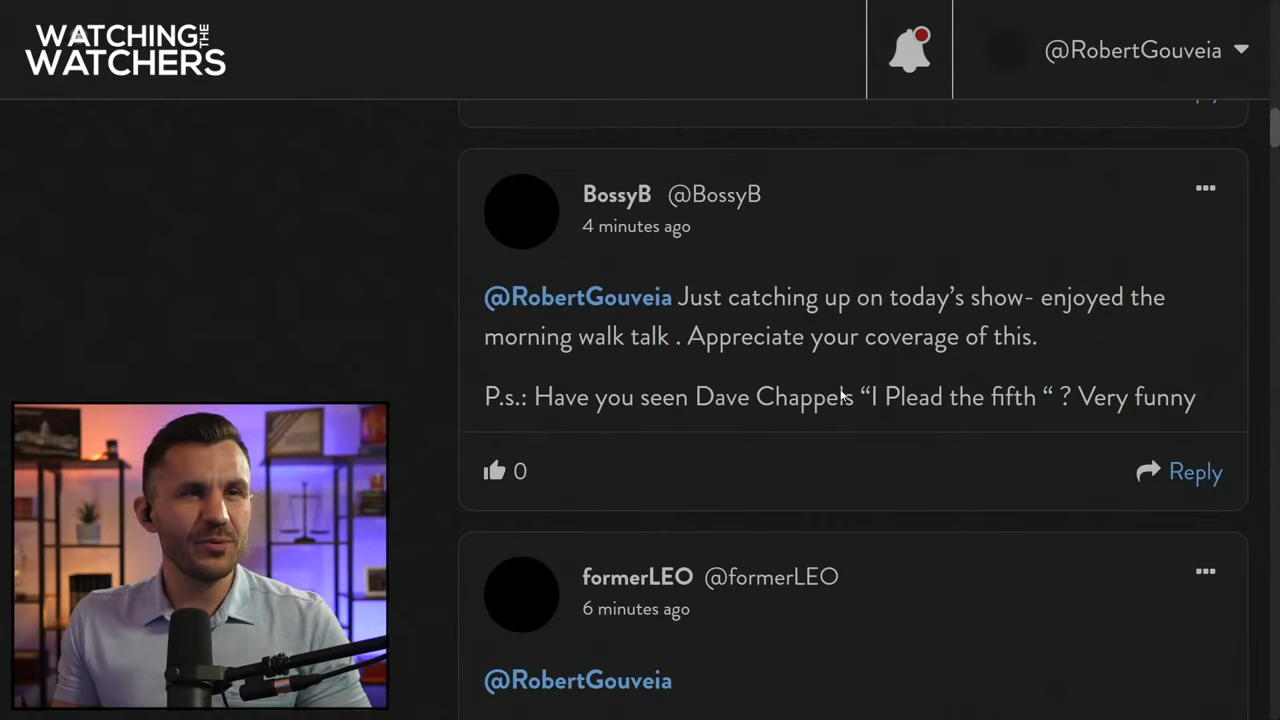 WATCHING THE
WATCHERS
@RobertGouveia
BossyB @BossyB
4 minutes ago
@RobertGouveia Just catching up on today’s show- enjoyed the
morning walk talk . Appreciate your coverage of this.
P.s.: Have you seen Dave Chappels “I Plead the fifth “ ? Very funny
0
Reply
formerLEO @formerLEO
6 minutes ago
@RobertGouveia